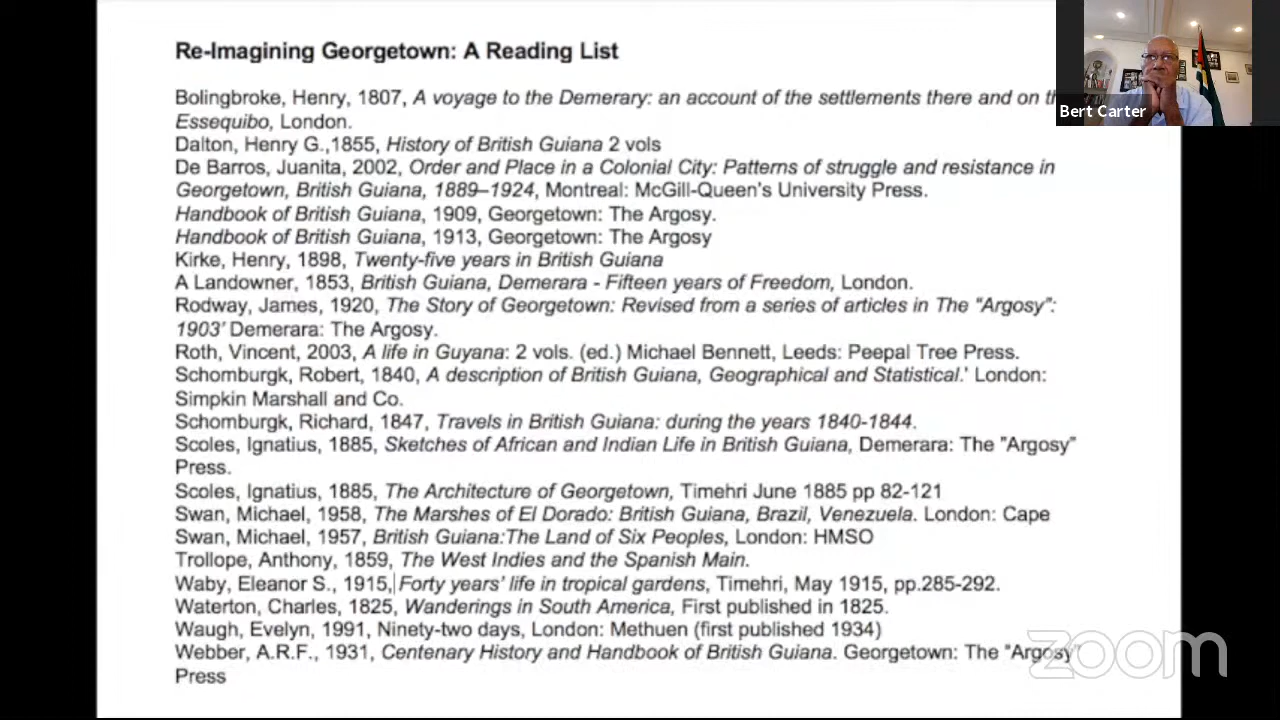 Re-Imagining Georgetown: A Reading List
Bolingbroke, Henry, 1807, A voyage to the Demerary: an account of the settlements there and on
Essequibo, London.
Dalton, Henry G.,1855, History of British Guiana 2 vols
De Barros, Juanita, 2002, Order and Place in a Colonial City: Patterns of struggle and resistance in
Georgetown, British Guiana, 1889–1924, Montreal: McGill-Queen's University Press.
Handbook of British Guiana, 1909, Georgetown: The Argosy.
Handbook of British Guiana, 1913, Georgetown: The Argosy
Kirke, Henry, 1898, Twenty-five years in British Guiana
A Landowner, 1853, British Guiana, Demerara - Fifteen years of Freedom, London.
Rodway, James, 1920, The Story of Georgetown: Revised from a series of articles in The "Argosy":
1903' Demerara: The Argosy.
Roth, Vincent, 2003, A life in Guyana: 2 vols. (ed.) Michael Bennett, Leeds: Peepal Tree Press.
Schomburgk, Robert, 1840, A description of British Guiana, Geographical and Statistical.' London:
Simpkin Marshall and Co.
Schomburgk, Richard, 1847, Travels in British Guiana: during the years 1840-1844.
Scoles, Ignatius, 1885, Sketches of African and Indian Life in British Guiana, Demerara: The "Argosy"
Press.
Scoles, Ignatius, 1885, The Architecture of Georgetown, Timehri June 1885 pp 82-121
Swan, Michael, 1958, The Marshes of El Dorado: British Guiana, Brazil, Venezuela. London: Cape
Swan, Michael, 1957, British Guiana:The Land of Six Peoples, London: HMSO
Trollope, Anthony, 1859, The West Indies and the Spanish Main.
Waby, Eleanor S., 1915, Forty years' life in tropical gardens, Timehri, May 1915, pp.285-292.
Waterton, Charles, 1825, Wanderings in South America, First published in 1825.
Waugh, Evelyn, 1991, Ninety-two days, London: Methuen (first published 1934)
Webber, A.R.F., 1931, Centenary History and Handbook of British Guiana. Georgetown: The "Argosy"
Press
Bert Carter
zoom